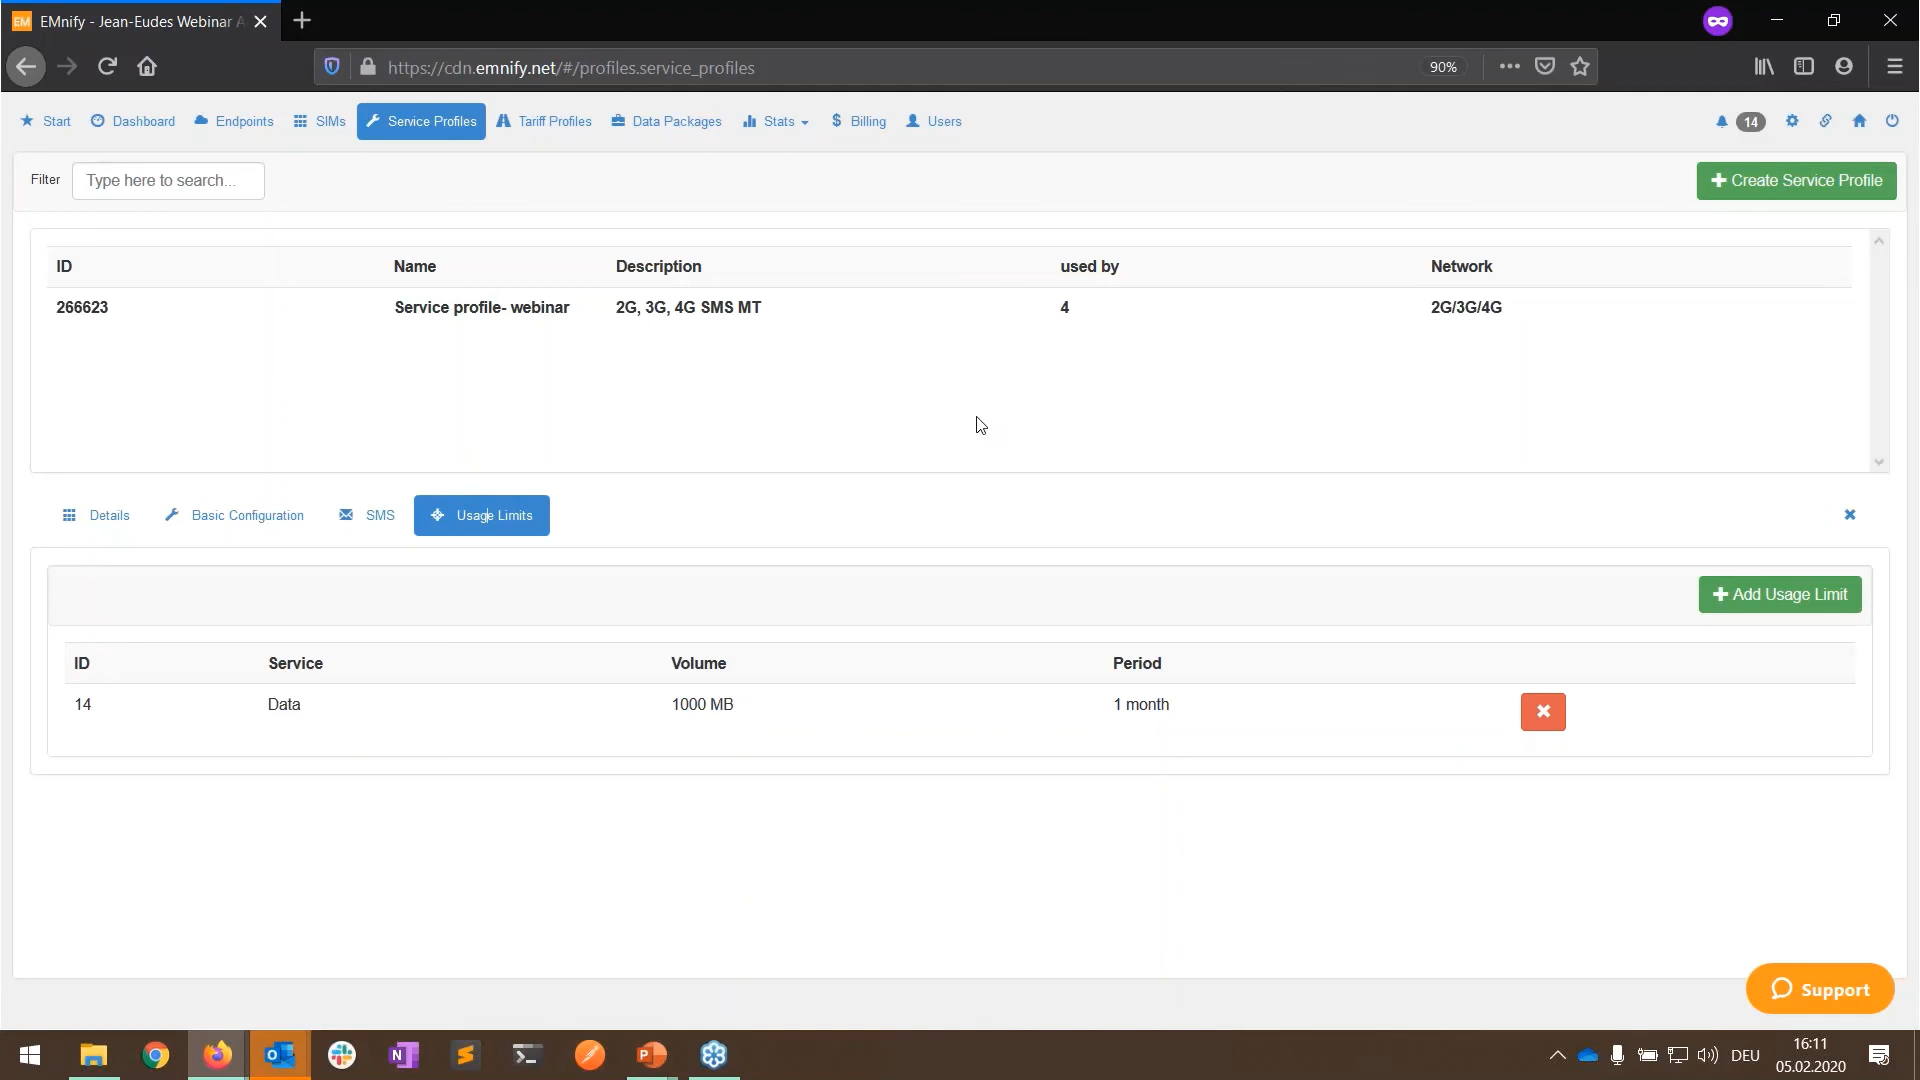 EM EMnify - Jean-Eudes Webinar A
https://cdn.emnify.net/#/profiles.service_profiles 90%
Start Dashboard Endpoints SIMs Service Profiles Tariff Profiles Data Packages Stats Billing Users 14
Filter Type here to search... Create Service Profile
ID Name Description used by Network
266623 Service profile- webinar 2G, 3G, 4G SMS MT 4 2G/3G/4G
Details Basic Configuration SMS Usage Limits
Add Usage Limit
ID Service Volume Period
14 Data 1000 MB 1 month
Support
DEU 16:11
05.02.2020